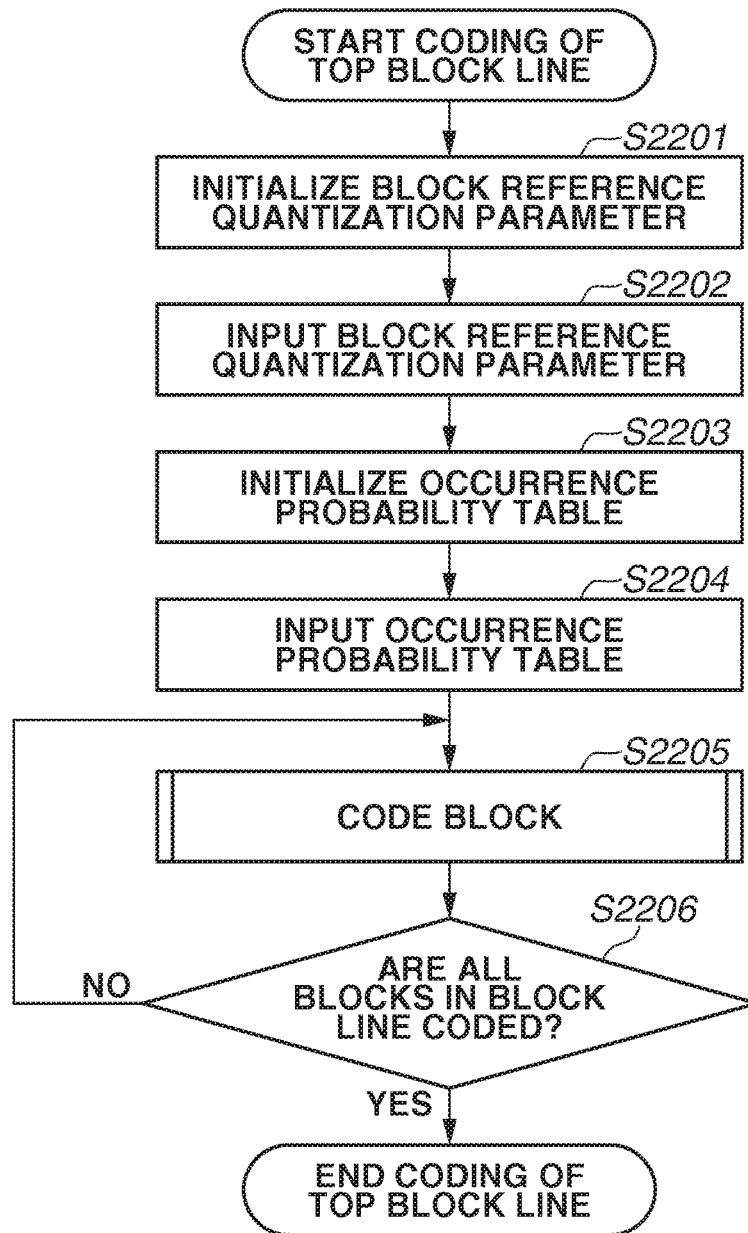 START CODING OF
TOP BLOCK LINE
S2201
INITIALIZE BLOCK REFERENCE
QUANTIZATION PARAMETER
S2202
INPUT BLOCK REFERENCE
QUANTIZATION PARAMETER
S2203
INITIALIZE OCCURRENCE
PROBABILITY TABLE
S2204
INPUT OCCURRENCE
PROBABILITY TABLE
S2205
CODE BLOCK
S2206
ARE ALL
BLOCKS IN BLOCK
LINE CODED?
NO
YES
END CODING OF
TOP BLOCK LINE